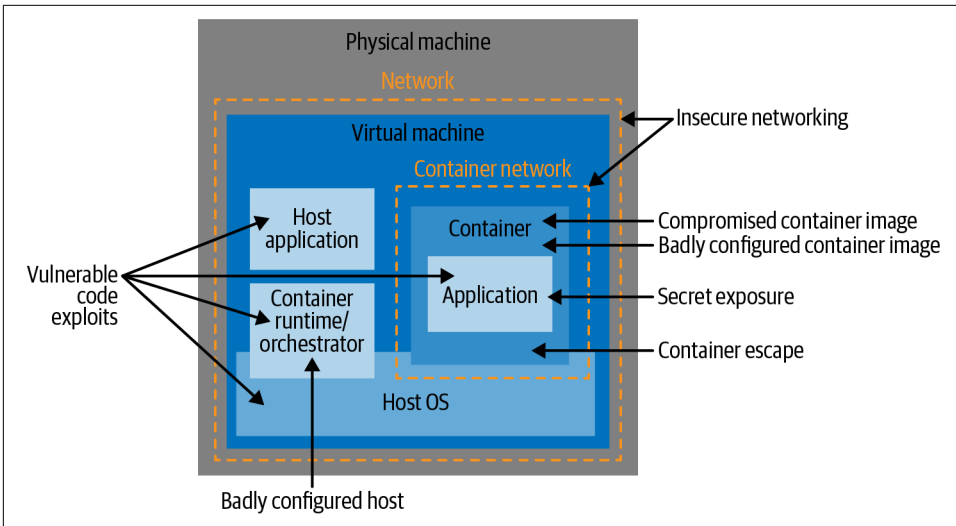 Physical machine
Network
Insecure networking
Virtual machine
Container network
Host
application
Container
Compromised container image
Badly configured container image
Vulnerable
code
exploits
Container
runtime/
orchestrator
Application
Secret exposure
Container escape
Host OS
Badly configured host